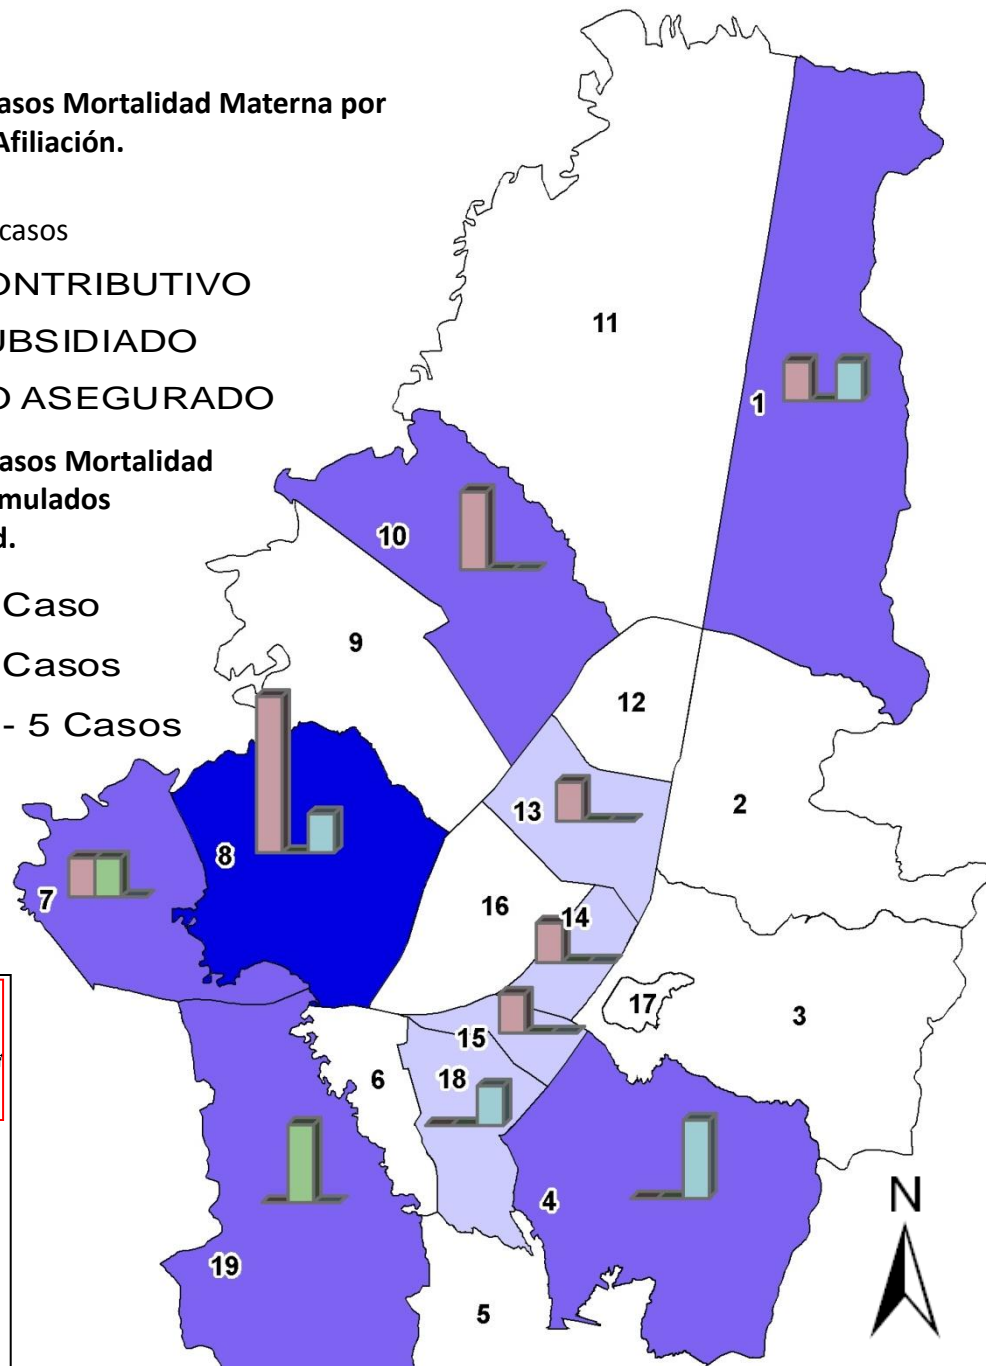 asos Mortalidad Materna por
Afiliación.
casos
ONTRIBUTIVO
UBSIDIADO
O ASEGURADO
asos Mortalidad
mulados
d.
Caso
Casos
- 5 Casos
11
1
10
9
12
13
2
8
7
16
14
17
3
15
6
18
4
19
5
N